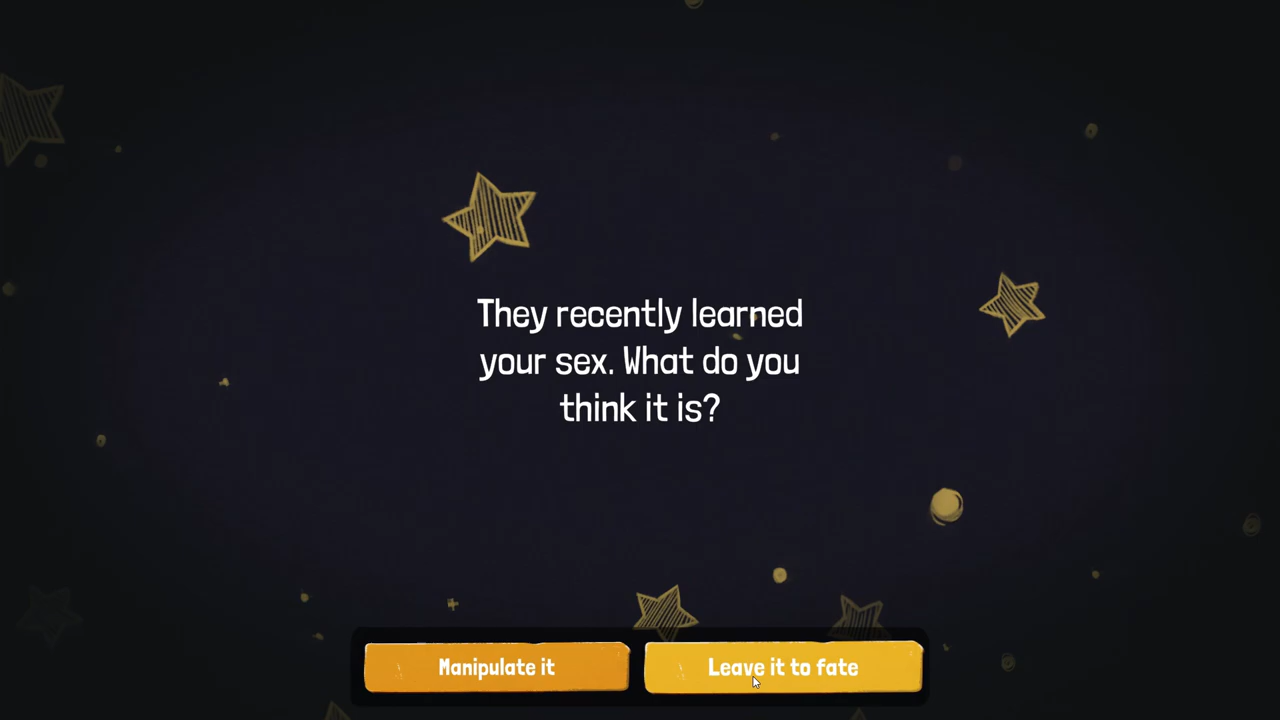 They recently learned
your sex. What do you
think it is?
Manipulate it
Leave it to fate